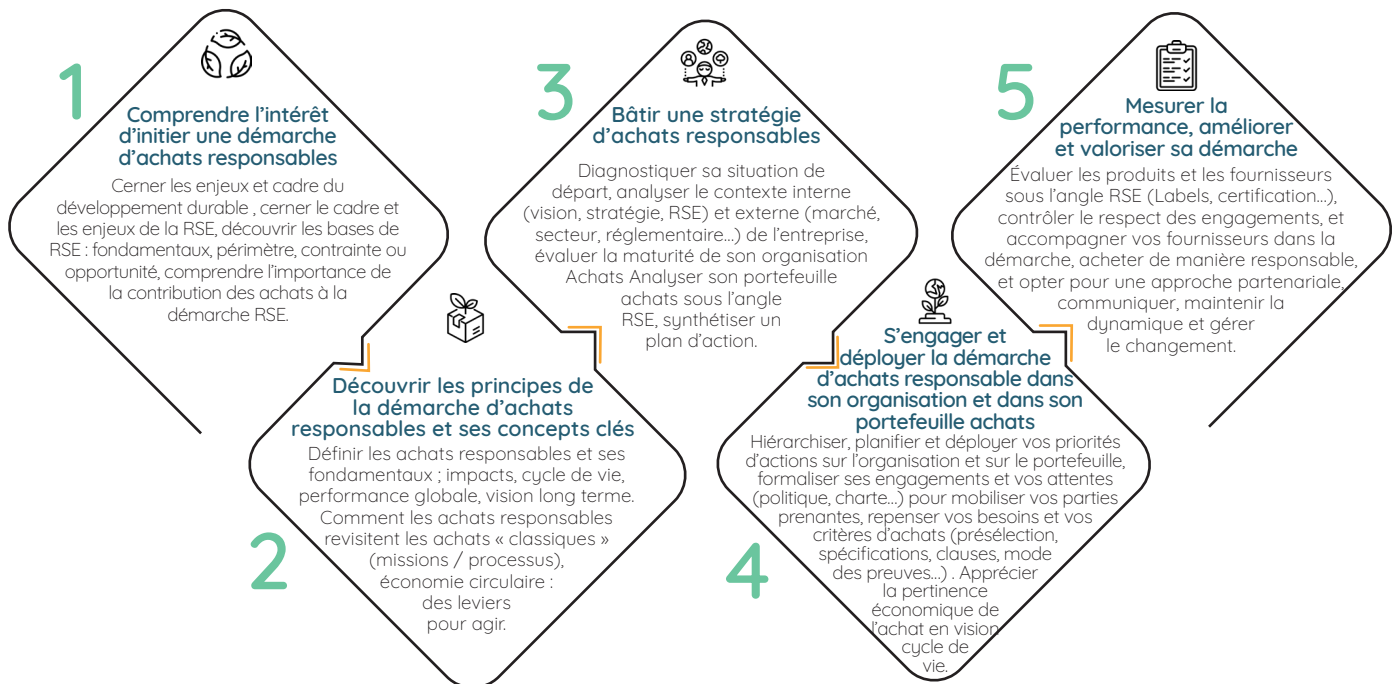 1
Comprendre l'intérêt
d'initier une démarche
d'achats responsables
Cerner les enjeux et cadre du
développement durable , cerner le cadre et
les enjeux de la RSE, découvrir les bases de
RSE : fondamentaux, périmètre, contrainte ou
opportunité, comprendre l'importance de
la contribution des achats à la
démarche RSE.
2
Découvrir les principes de
la démarche d'achats
responsables et ses concepts clés
Définir les achats responsables et ses
fondamentaux ; impacts, cycle de vie,
performance globale, vision long terme.
Comment les achats responsables
revisitent les achats « classiques »
(missions / processus),
économie circulaire :
des leviers
pour agir.
3
Bâtir une stratégie
d'achats responsables
Diagnostiquer sa situation de
départ, analyser le contexte interne
(vision, stratégie, RSE) et externe (marché,
secteur, réglementaire...) de l'entreprise,
évaluer la maturité de son organisation
Achats Analyser son portefeuille
achats sous l'angle
RSE, synthétiser un
plan d'action.
4
S'engager et
déployer la démarche
d'achats responsable dans
son organisation et dans son
portefeuille achats
Hiérarchiser, planifier et déployer vos priorités
d'actions sur l'organisation et sur le portefeuille,
formaliser ses engagements et vos attentes
(politique, charte...) pour mobiliser vos parties
prenantes, repenser vos besoins et vos
critères d'achats (présélection,
spécifications, clauses, mode
des preuves...) . Apprécier
la pertinence
économique de
l'achat en vision
cycle de
vie.
5
Mesurer la
performance, améliorer
et valoriser sa démarche
Évaluer les produits et les fournisseurs
sous l'angle RSE (Labels, certification...),
contrôler le respect des engagements, et
accompagner vos fournisseurs dans la
démarche, acheter de manière responsable,
et opter pour une approche partenariale,
communiquer, maintenir la
dynamique et gérer
le changement.